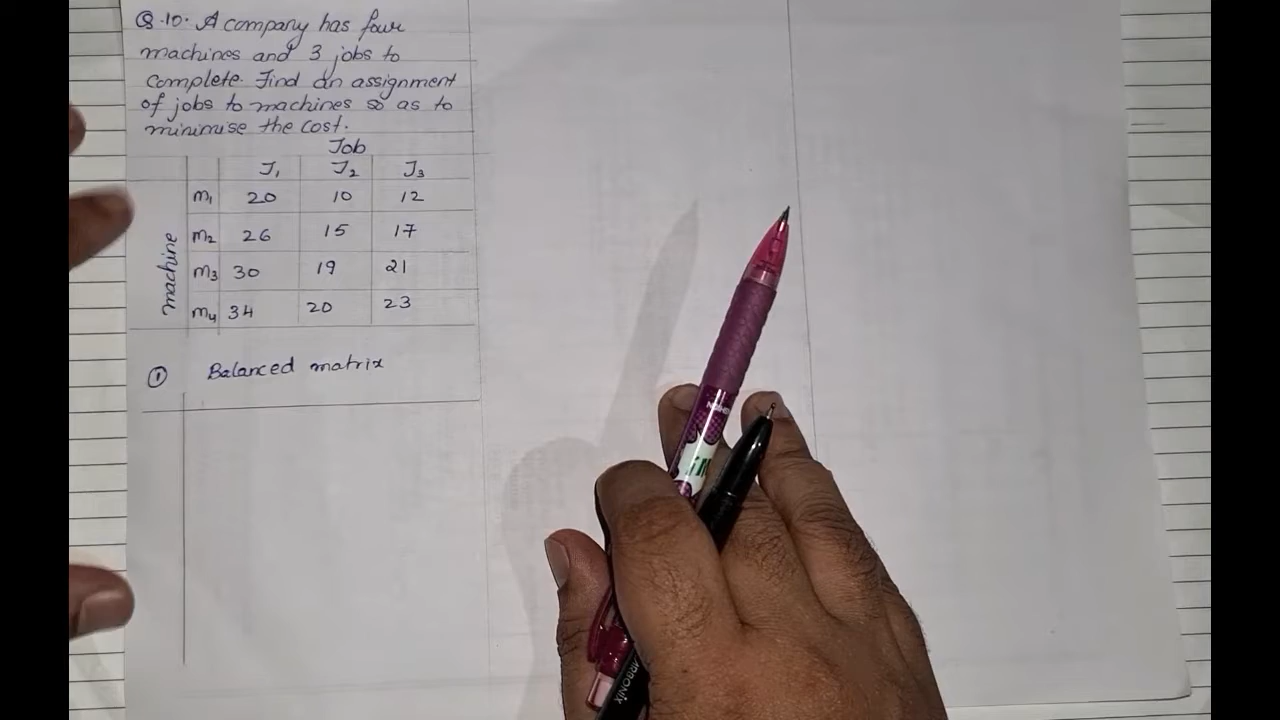 Q.10. A company has four
machines and 3 jobs to
complete. Find an assignment
of jobs to machines so as to
minimise the cost.
Job
J1 J2 J3
machine
m1 20 10 12
m2 26 15 17
m3 30 19 21
m4 34 20 23
① Balanced matrix